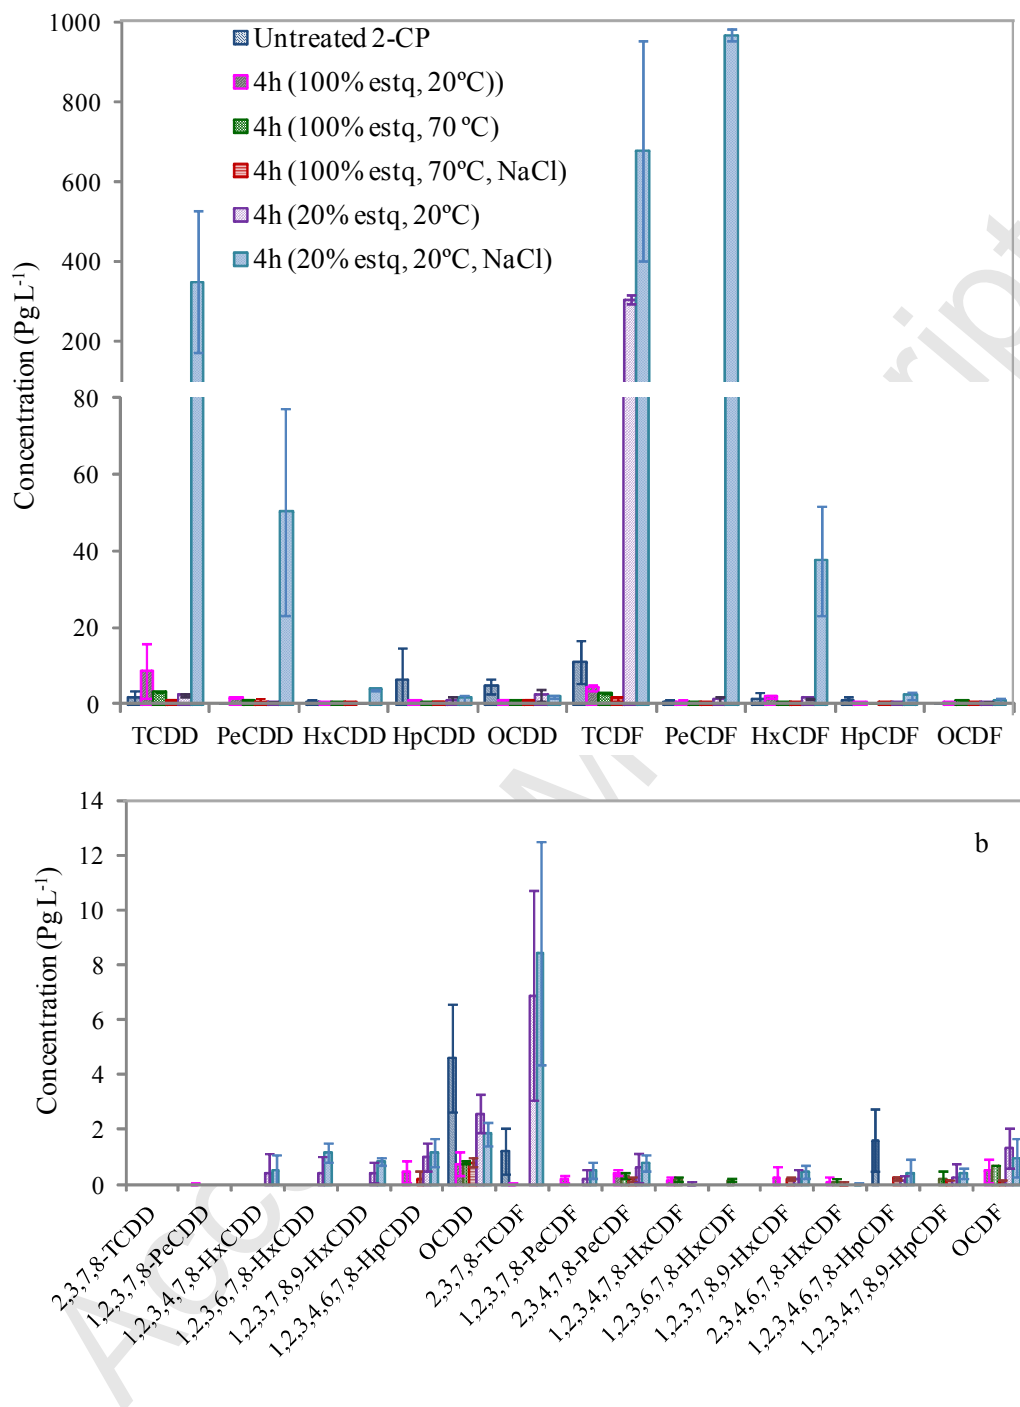 1000
800
600
400
200
80
60
40
20
0
Concentration (Pg L-1)
Untreated 2-CP
4h (100% estq, 20ºC))
4h (100% estq, 70 ºC)
4h (100% estq, 70ºC, NaCl)
4h (20% estq, 20ºC)
4h (20% estq, 20ºC, NaCl)
TCDD PeCDD HxCDD HpCDD OCDD TCDF PeCDF HxCDF HpCDF OCDF
14
12
10
8
6
4
2
0
Concentration (Pg L-1)
b
2,3,7,8-TCDD
1,2,3,7,8-PeCDD
1,2,3,4,7,8-HxCDD
1,2,3,6,7,8-HxCDD
1,2,3,7,8,9-HxCDD
1,2,3,4,6,7,8-HpCDD
OCDD
2,3,7,8-TCDF
1,2,3,7,8-PeCDF
2,3,4,7,8-PeCDF
1,2,3,4,7,8-HxCDF
1,2,3,6,7,8-HxCDF
1,2,3,7,8,9-HxCDF
2,3,4,6,7,8-HxCDF
1,2,3,4,6,7,8-HpCDF
1,2,3,4,7,8,9-HpCDF
OCDF
Acc
M
ript